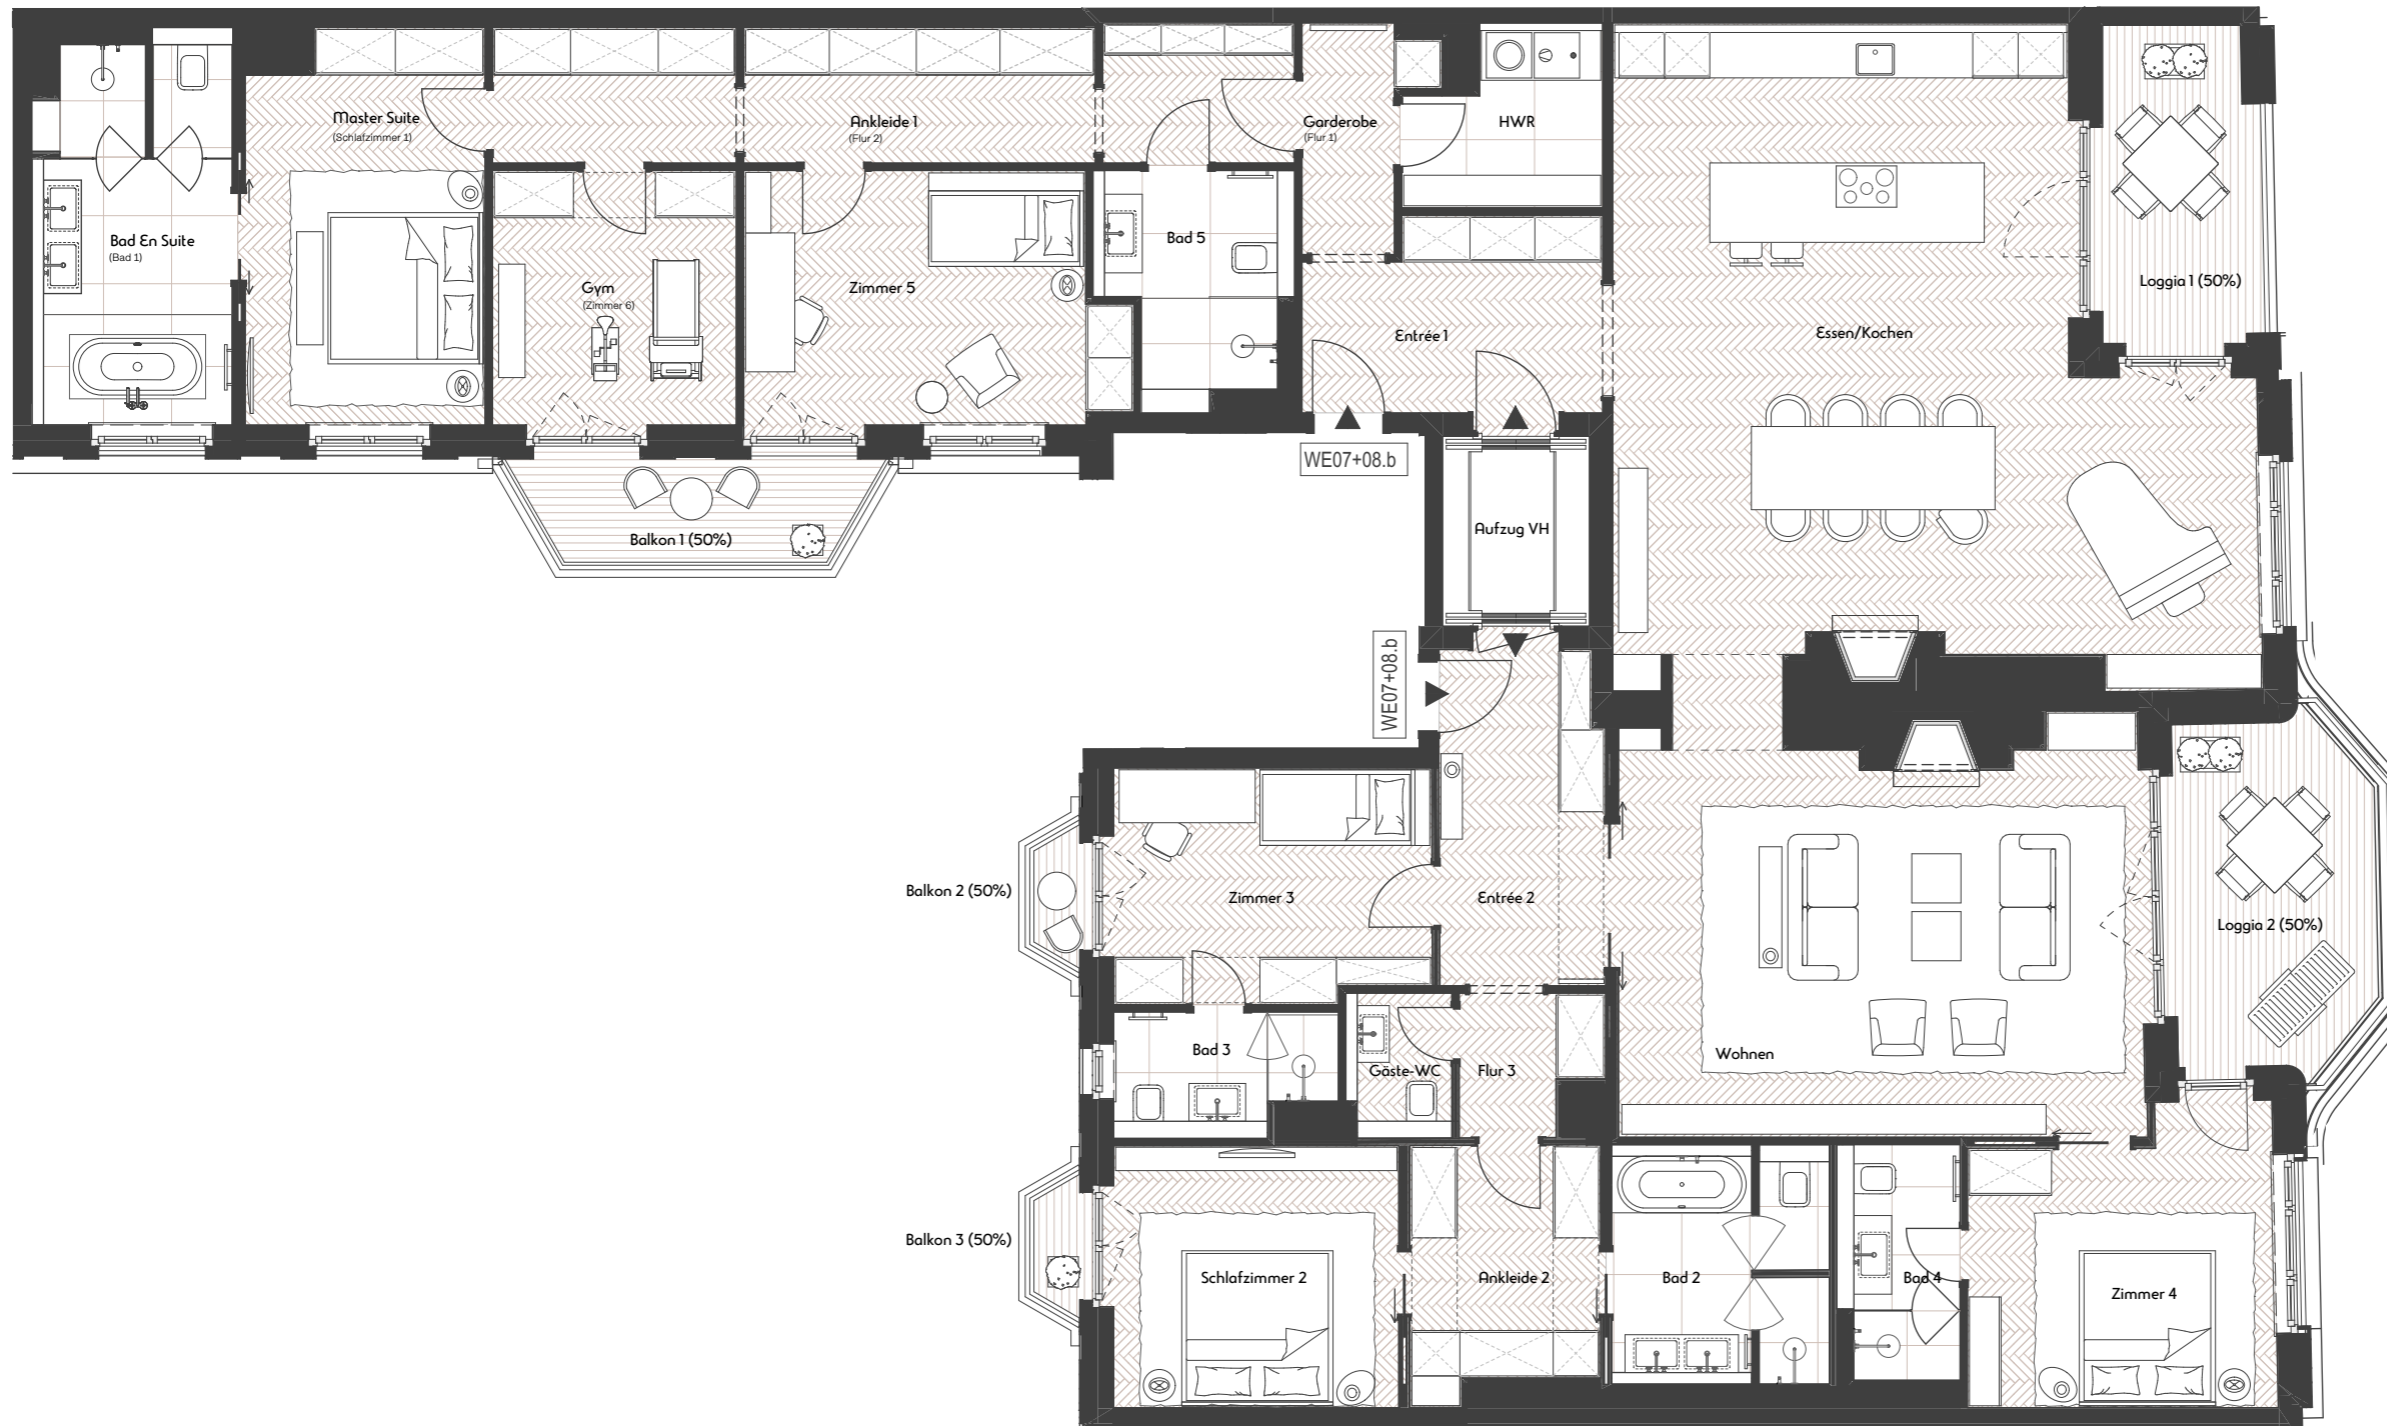 Master Suite
(Schlafzimmer 1)
Ankleide 1
(Flur 2)
Garderobe
(Flur 1)
HWR
Bad En Suite
(Bad 1)
Gym
(Zimmer 6)
Zimmer 5
Bad 5
Entrée 1
Essen/Kochen
Loggia 1 (50%)
WE07+08.b
Balkon 1 (50%)
Aufzug VH
WE07+08.b
Balkon 2 (50%)
Zimmer 3
Entrée 2
Loggia 2 (50%)
Bad 3
Gäste-WC
Flur 3
Wohnen
Balkon 3 (50%)
Schlafzimmer 2
Ankleide 2
Bad 2
Bad 4
Zimmer 4